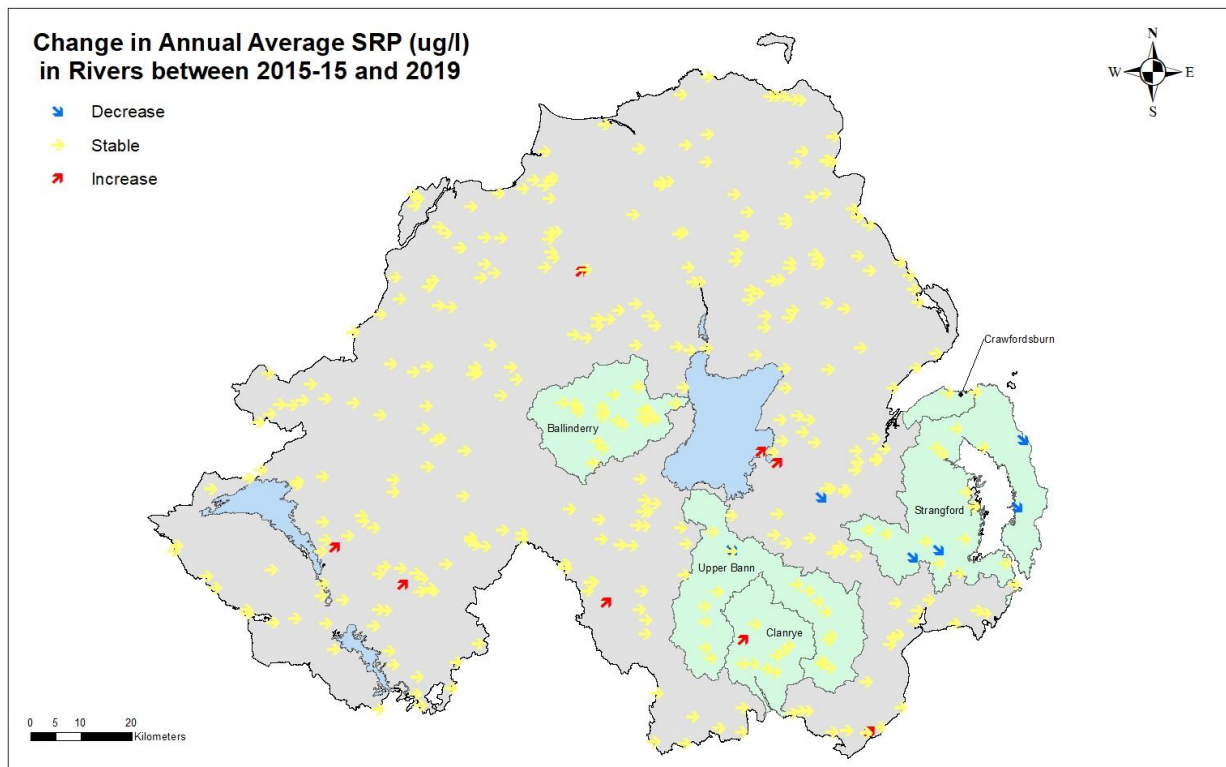 Change in Annual Average SRP (ug/l)
in Rivers between 2015-15 and 2019
Decrease
Stable
Increase
N
W E
S
Crawfordsburn
Ballinderry
Strangford
Upper Bann
Clanrye
0 5 10 20
Kilometers